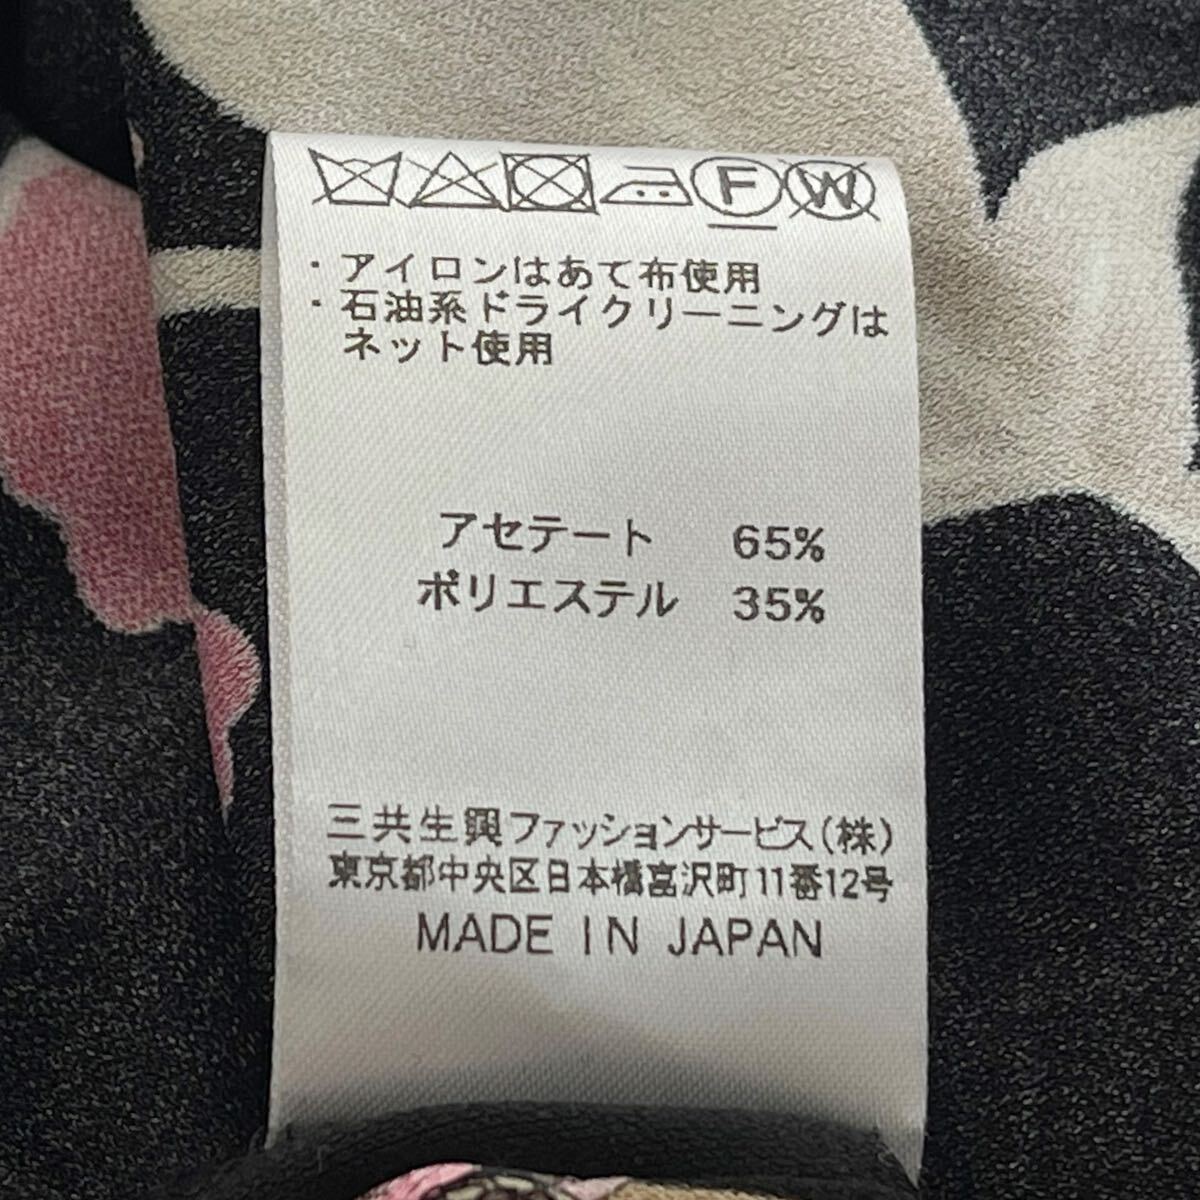 F W
・アイロンはあて布使用
・石油系ドライクリーニングは
ネット使用
アセテート 65%
ポリエステル 35%
三共生興ファッションサービス(株)
東京都中央区日本橋富沢町11番12号
MADE IN JAPAN